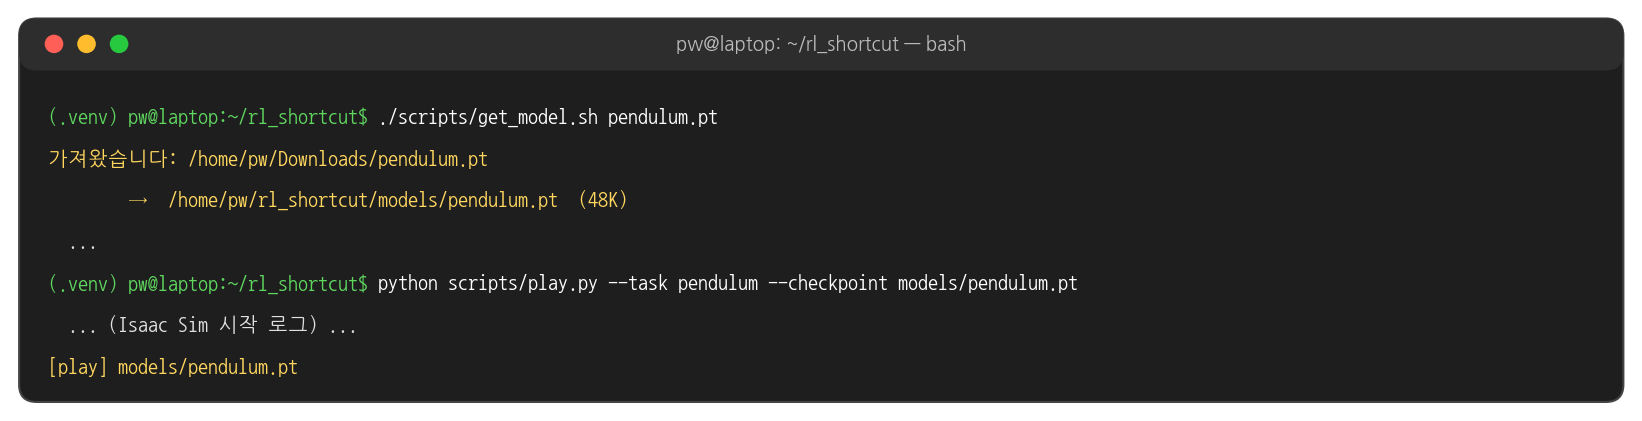 pw@laptop: ~/rl_shortcut — bash
(.venv) pw@laptop:~/rl_shortcut$ ./scripts/get_model.sh pendulum.pt
가져왔습니다: /home/pw/Downloads/pendulum.pt
→ /home/pw/rl_shortcut/models/pendulum.pt (48K)
...
(.venv) pw@laptop:~/rl_shortcut$ python scripts/play.py --task pendulum --checkpoint models/pendulum.pt
... (Isaac Sim 시작 로그) ...
[play] models/pendulum.pt